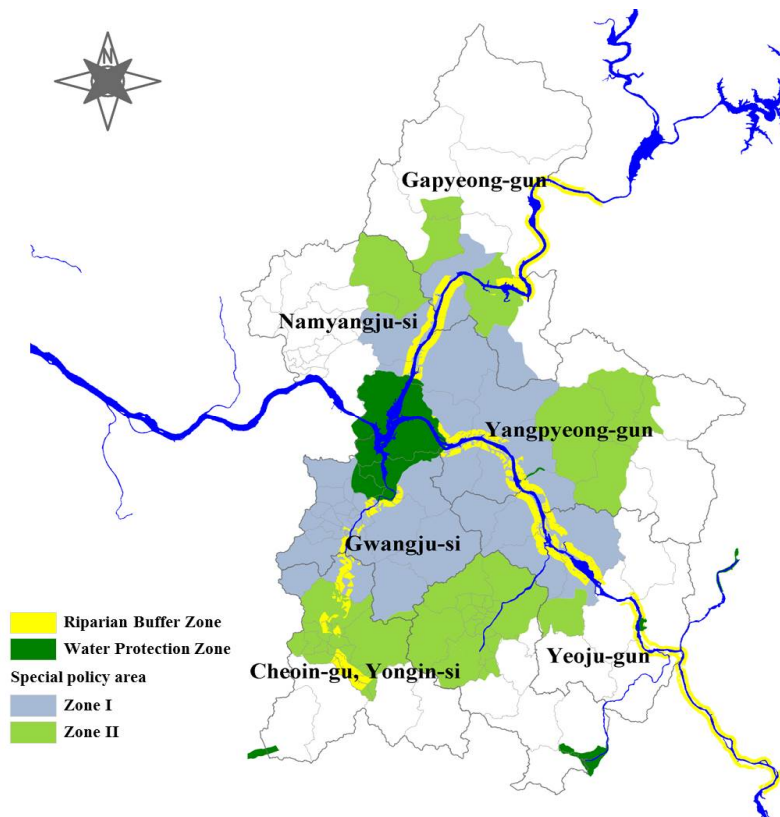 N
Gapyeong-gun
Namyangju-si
Yangpyeong-gun
Gwangju-si
Riparian Buffer Zone
Water Protection Zone
Special policy area
Zone I
Zone II
Yeoju-gun
Cheoin-gu, Yongin-si